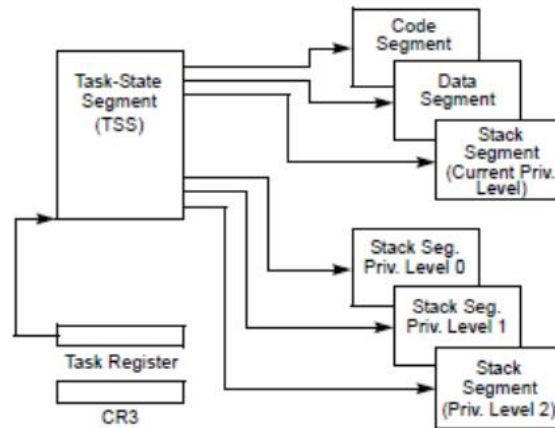 Code
Segment
Task-State
Segment
(TSS)
Data
Segment
Stack
Segment
(Current Priv.
Level)
Stack Seg.
Priv. Level 0
Stack Seg.
Priv. Level 1
Task Register
Stack
Segment
(Priv. Level 2)
CR3